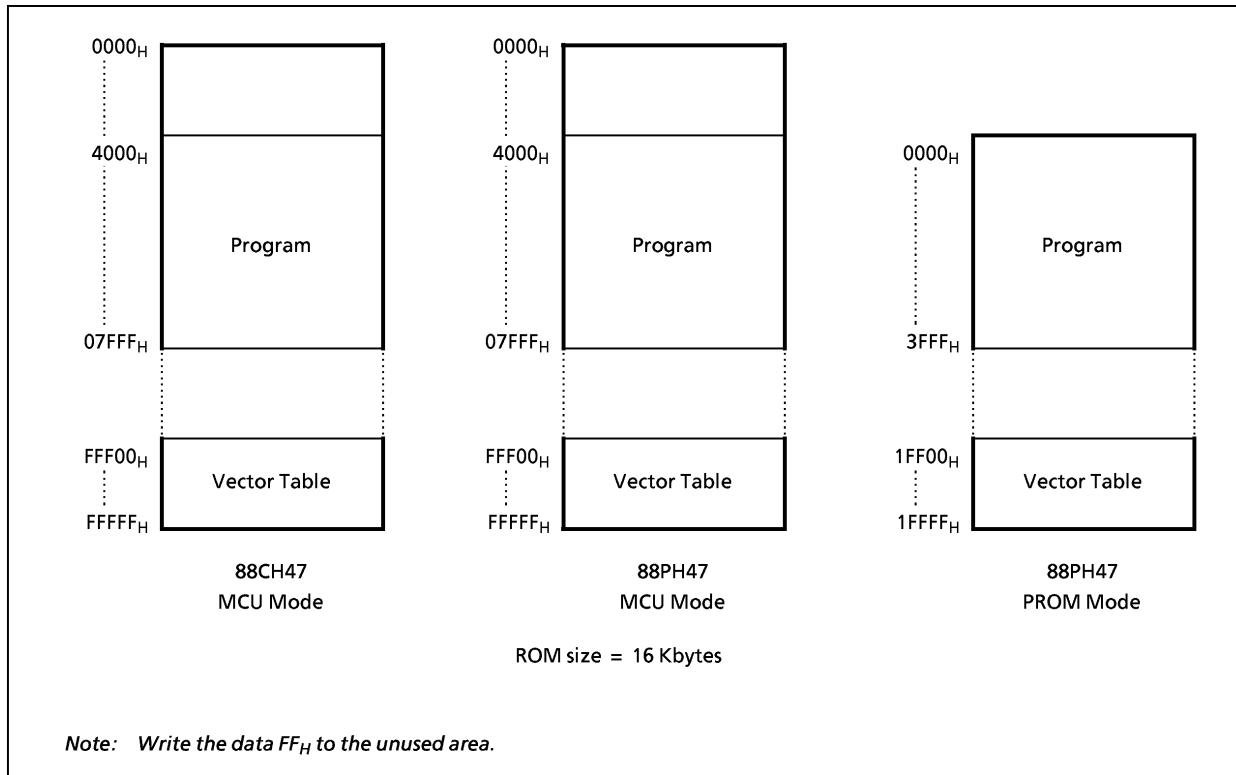 0000H 0000H
4000H 4000H 0000H
Program Program Program
07FFFH 07FFFH 3FFFH
FFF00H FFF00H 1FF00H
Vector Table Vector Table Vector Table
FFFFFH FFFFFH 1FFFFH
88CH47 88PH47 88PH47
MCU Mode MCU Mode PROM Mode
ROM size = 16 Kbytes
Note: Write the data FFH to the unused area.